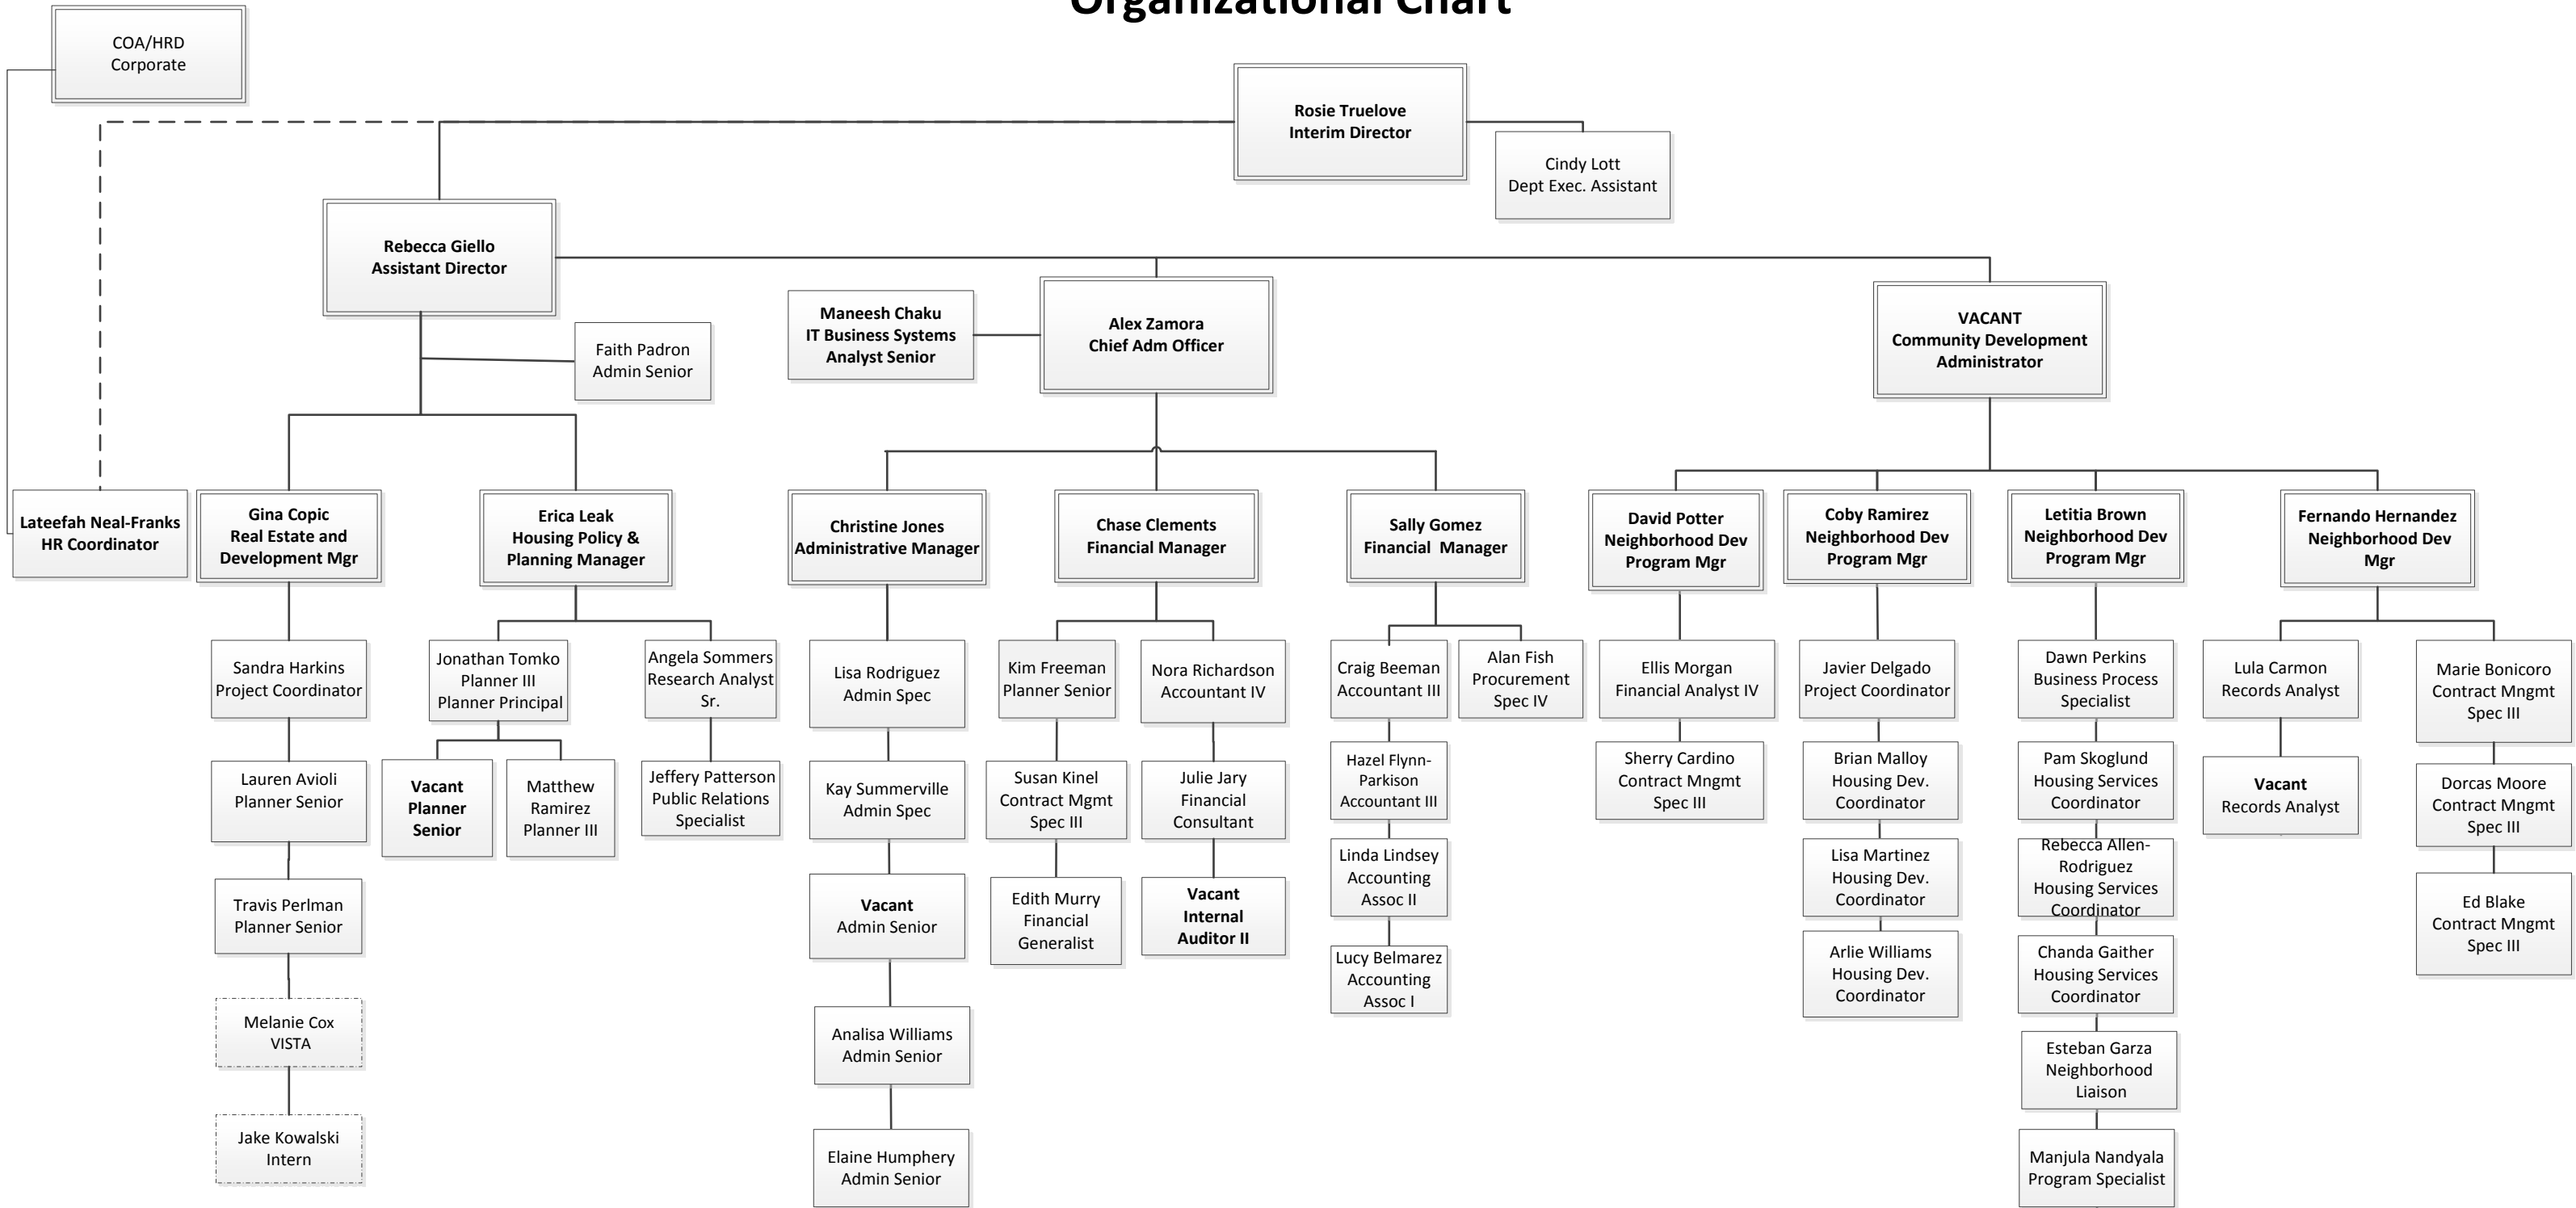 Organizational Chart
COA/HRD
Corporate
Rosie Truelove
Interim Director
Cindy Lott
Dept Exec. Assistant
Rebecca Giello
Assistant Director
Faith Padron
Admin Senior
Maneesh Chaku
IT Business Systems
Analyst Senior
Alex Zamora
Chief Adm Officer
VACANT
Community Development
Administrator
Lateefah Neal-Franks
HR Coordinator
Gina Copic
Real Estate and
Development Mgr
Erica Leak
Housing Policy &
Planning Manager
Christine Jones
Administrative Manager
Chase Clements
Financial Manager
Sally Gomez
Financial  Manager
David Potter
Neighborhood Dev
Program Mgr
Coby Ramirez
Neighborhood Dev
Program Mgr
Letitia Brown
Neighborhood Dev
Program Mgr
Fernando Hernandez
Neighborhood Dev
Mgr
Sandra Harkins
Project Coordinator
Lauren Avioli
Planner Senior
Travis Perlman
Planner Senior
Melanie Cox
VISTA
Jake Kowalski
Intern
Jonathan Tomko
Planner III
Planner Principal
Vacant
Planner
Senior
Matthew
Ramirez
Planner III
Angela Sommers
Research Analyst
Sr.
Jeffery Patterson
Public Relations
Specialist
Lisa Rodriguez
Admin Spec
Kay Summerville
Admin Spec
Vacant
Admin Senior
Analisa Williams
Admin Senior
Elaine Humphery
Admin Senior
Kim Freeman
Planner Senior
Susan Kinel
Contract Mgmt
Spec III
Edith Murry
Financial
Generalist
Nora Richardson
Accountant IV
Julie Jary
Financial
Consultant
Vacant
Internal
Auditor II
Craig Beeman
Accountant III
Hazel Flynn-
Parkison
Accountant III
Linda Lindsey
Accounting
Assoc II
Lucy Belmarez
Accounting
Assoc I
Alan Fish
Procurement
Spec IV
Ellis Morgan
Financial Analyst IV
Sherry Cardino
Contract Mngmt
Spec III
Javier Delgado
Project Coordinator
Brian Malloy
Housing Dev.
Coordinator
Lisa Martinez
Housing Dev.
Coordinator
Arlie Williams
Housing Dev.
Coordinator
Dawn Perkins
Business Process
Specialist
Pam Skoglund
Housing Services
Coordinator
Rebecca Allen-
Rodriguez
Housing Services
Coordinator
Chanda Gaither
Housing Services
Coordinator
Esteban Garza
Neighborhood
Liaison
Manjula Nandyala
Program Specialist
Lula Carmon
Records Analyst
Vacant
Records Analyst
Marie Bonicoro
Contract Mngmt
Spec III
Dorcas Moore
Contract Mngmt
Spec III
Ed Blake
Contract Mngmt
Spec III